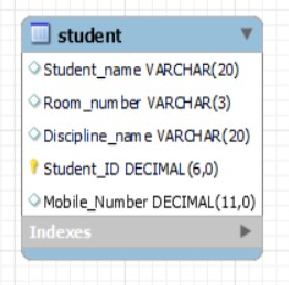 student
Student_name VARCHAR(20)
Room_number VARCHAR(3)
Discipline_name VARCHAR(20)
Student_ID DECIMAL(6,0)
Mobile_Number DECIMAL(11,0)
Indexes